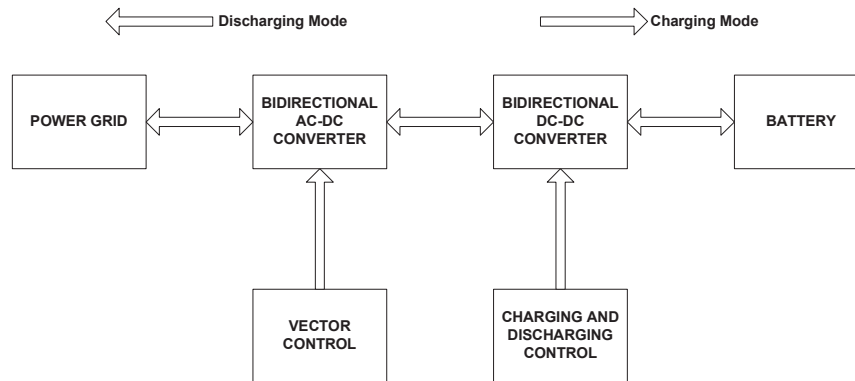 Discharging Mode
Charging Mode
POWER GRID
BIDIRECTIONAL
AC-DC
CONVERTER
BIDIRECTIONAL
DC-DC
CONVERTER
BATTERY
VECTOR
CONTROL
CHARGING AND
DISCHARGING
CONTROL